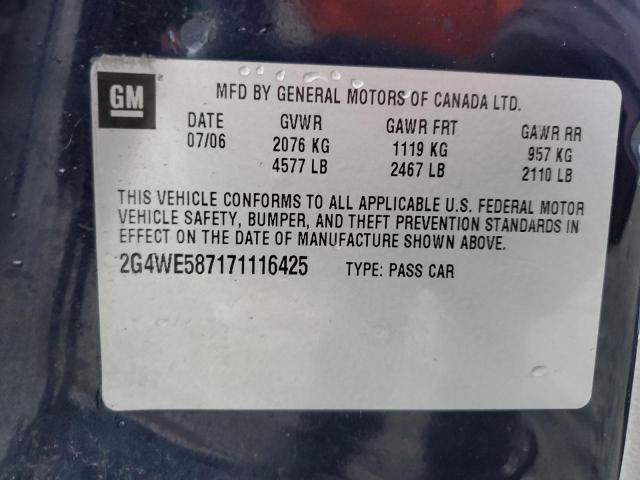 GM
MFD BY GENERAL MOTORS OF CANADA LTD.
DATE GVWR GAWR FRT GAWR RR
07/06 2076 KG 1119 KG 957 KG
4577 LB 2467 LB 2110 LB
THIS VEHICLE CONFORMS TO ALL APPLICABLE U.S. FEDERAL MOTOR
VEHICLE SAFETY, BUMPER, AND THEFT PREVENTION STANDARDS IN
EFFECT ON THE DATE OF MANUFACTURE SHOWN ABOVE.
2G4WE587171116425 TYPE: PASS CAR